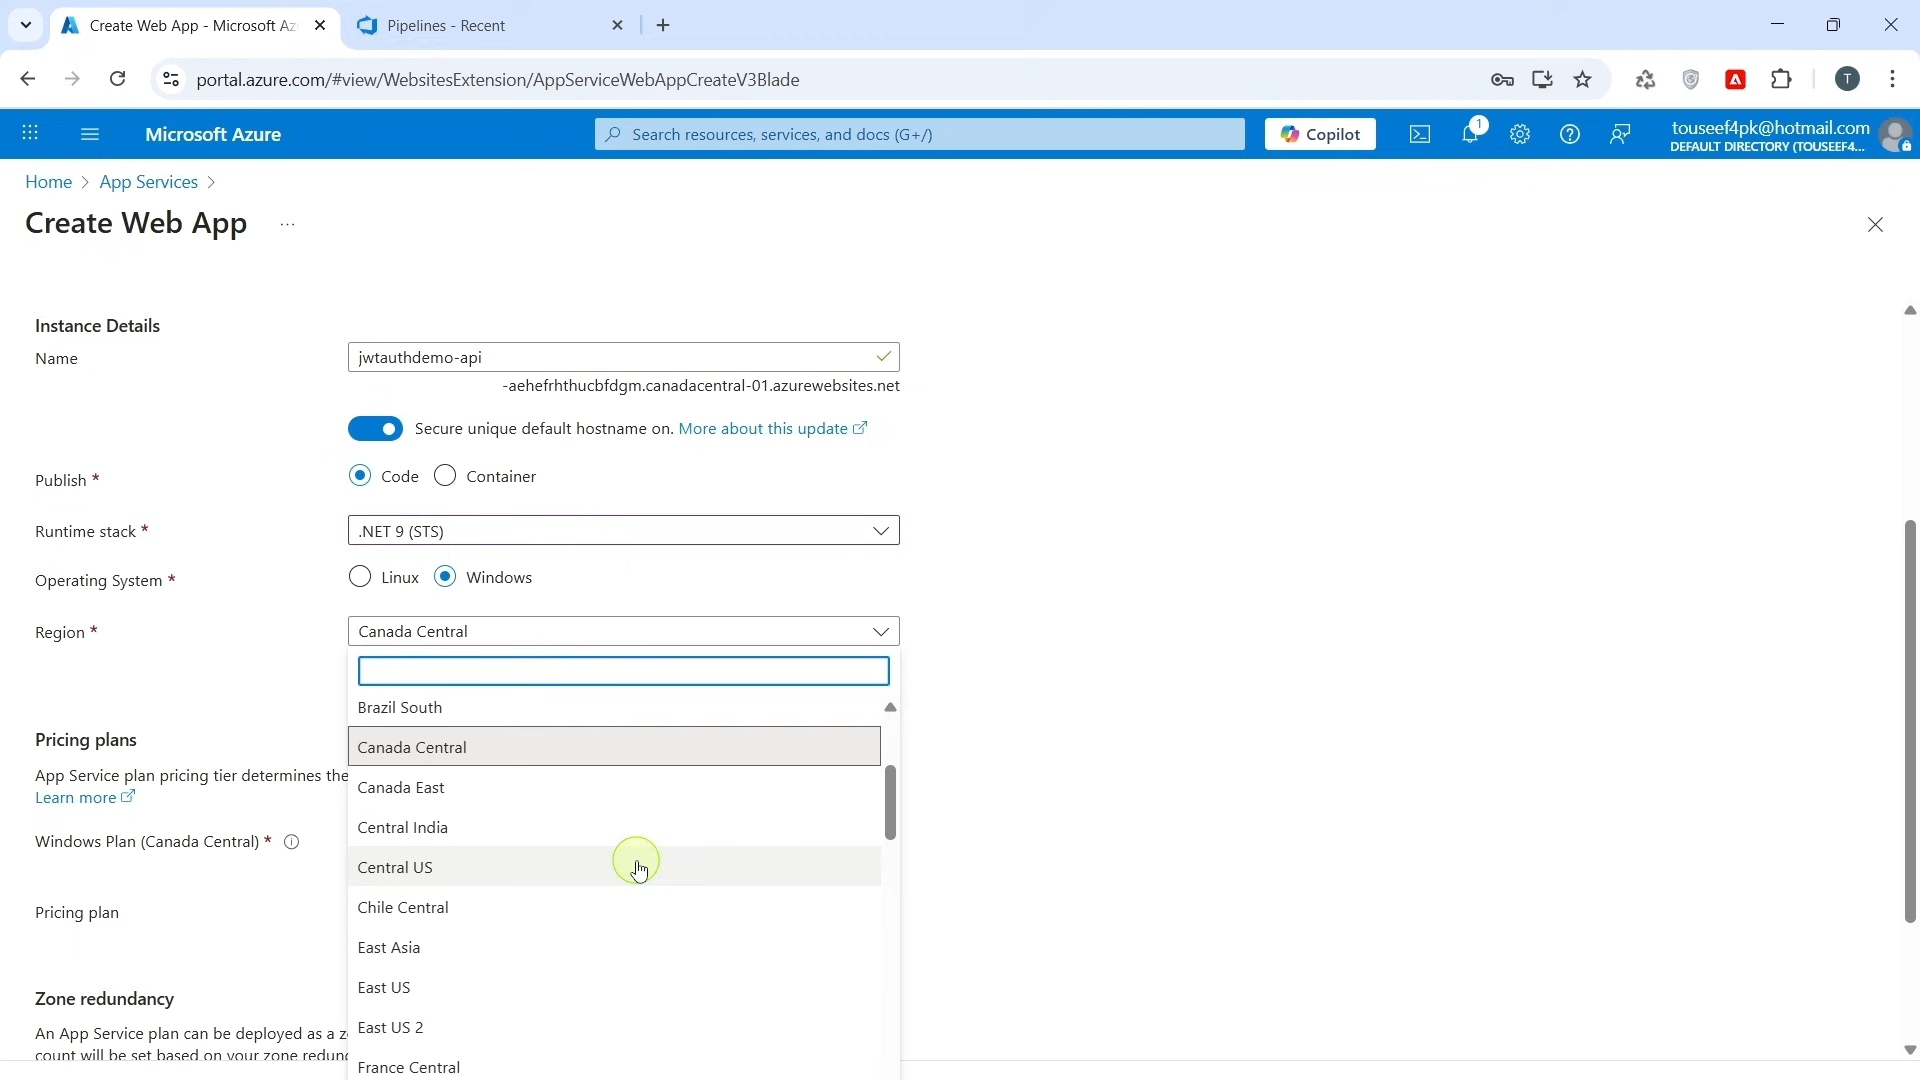 Create Web App - Microsoft Az
Pipelines - Recent
portal.azure.com/#view/WebsitesExtension/AppServiceWebAppCreateV3Blade
T
Microsoft Azure
Search resources, services, and docs (G+/)
Copilot
1
touseef4pk@hotmail.com
DEFAULT DIRECTORY (TOUSEEF4...
Home > App Services >
Create Web App ...
Instance Details
Name
jwtauthdemo-api
-aehefrhthucbfdgm.canadacentral-01.azurewebsites.net
Secure unique default hostname on. More about this update
Publish *
Code
Container
Runtime stack *
.NET 9 (STS)
Operating System *
Linux
Windows
Region *
Canada Central
Brazil South
Canada Central
Canada East
Central India
Central US
Chile Central
East Asia
East US
East US 2
France Central
Pricing plans
App Service plan pricing tier determines the
Learn more
Windows Plan (Canada Central) *
Pricing plan
Zone redundancy
An App Service plan can be deployed as a z
count will be set based on your zone redun